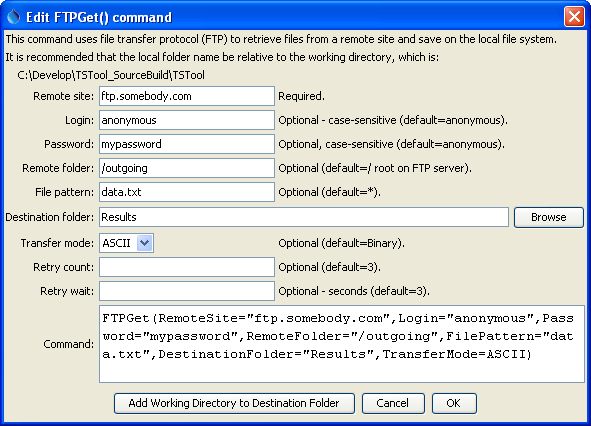 Edit FTPGet() command
This command uses file transfer protocol (FTP) to retrieve files from a remote site and save on the local file system.
It is recommended that the local folder name be relative to the working directory, which is:
C:\Develop\TSTool_SourceBuild\TSTool
Remote site: ftp.somebody.com Required.
Login: anonymous Optional - case-sensitive (default=anonymous).
Password: mypassword Optional, case-sensitive (default=anonymous).
Remote folder: /outgoing Optional (default=/ root on FTP server).
File pattern: data.txt Optional (default=*).
Destination folder: Results Browse
Transfer mode: ASCII Optional (default=Binary).
Retry count: Optional (default=3).
Retry wait: Optional - seconds (default=3).
FTPGet(RemoteSite="ftp.somebody.com",Login="anonymous",Pas
sword="mypassword",RemoteFolder="/outgoing",FilePattern="dat
Command: a.txt",DestinationFolder="Results",TransferMode=ASCII)
Add Working Directory to Destination Folder Cancel OK